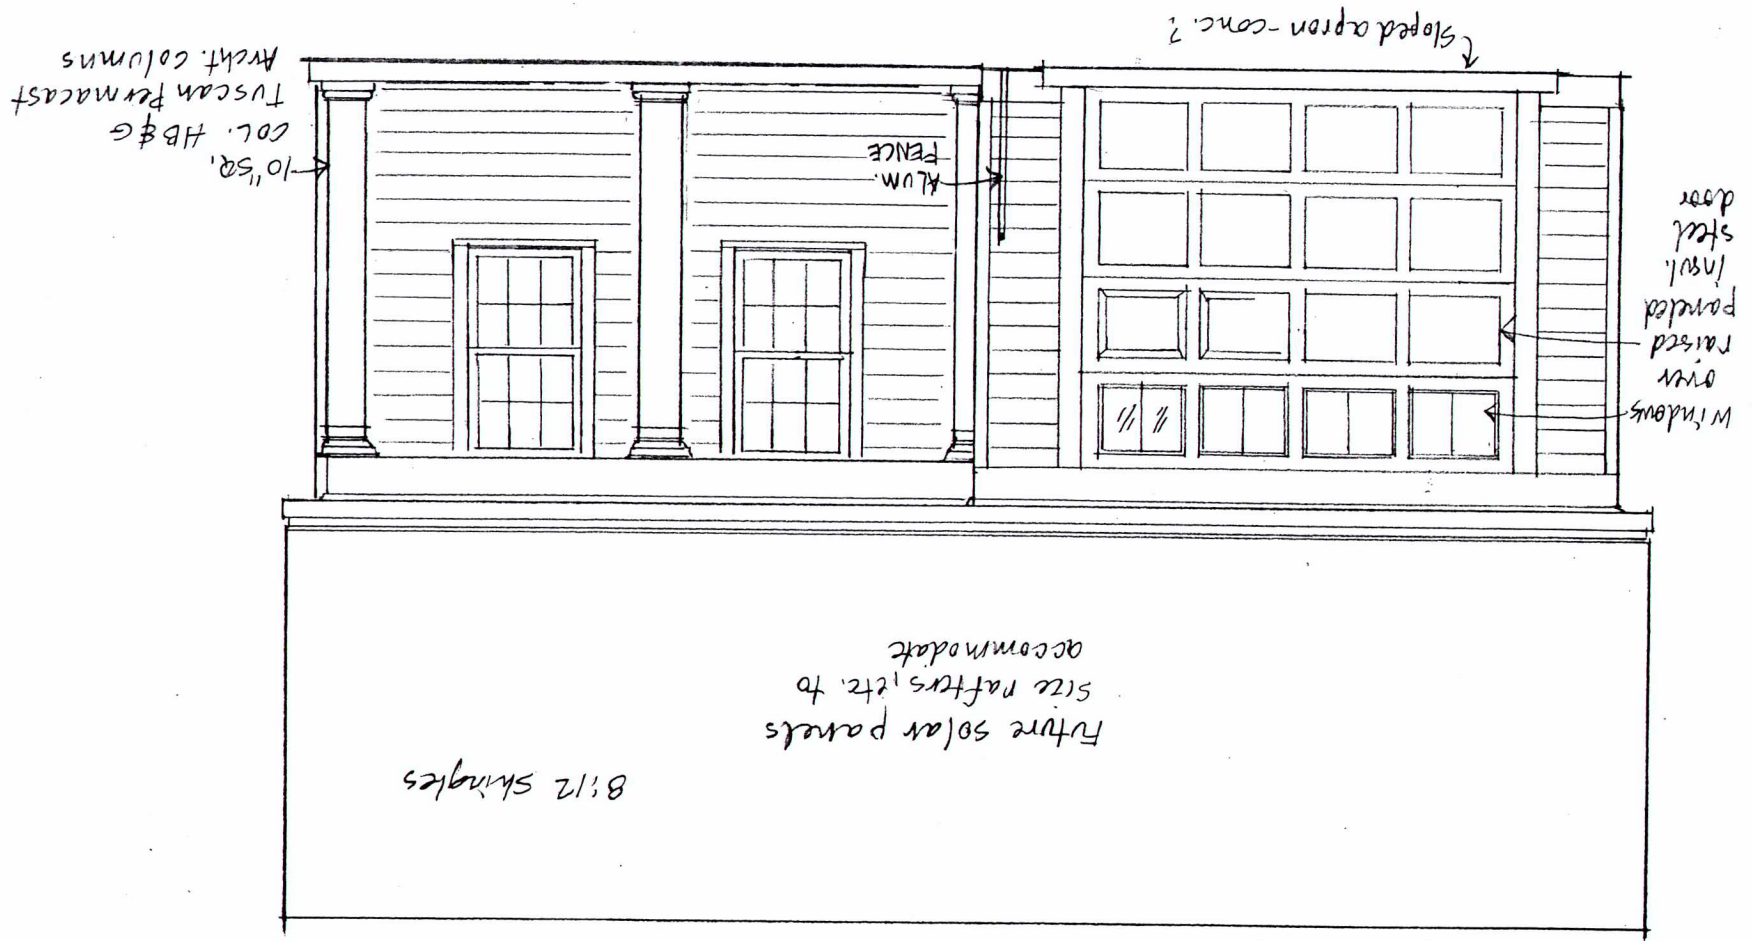 8:12 Shingles
Future solar panels
size rafters, etc. to
accommodate
windows
over
raised
paneled
insul.
steel
door
ALUM.
FENCE
10" SQ.
COL. HB&G
Tuscan Permacast
Archt. Columns
Sloped apron - conc. ?